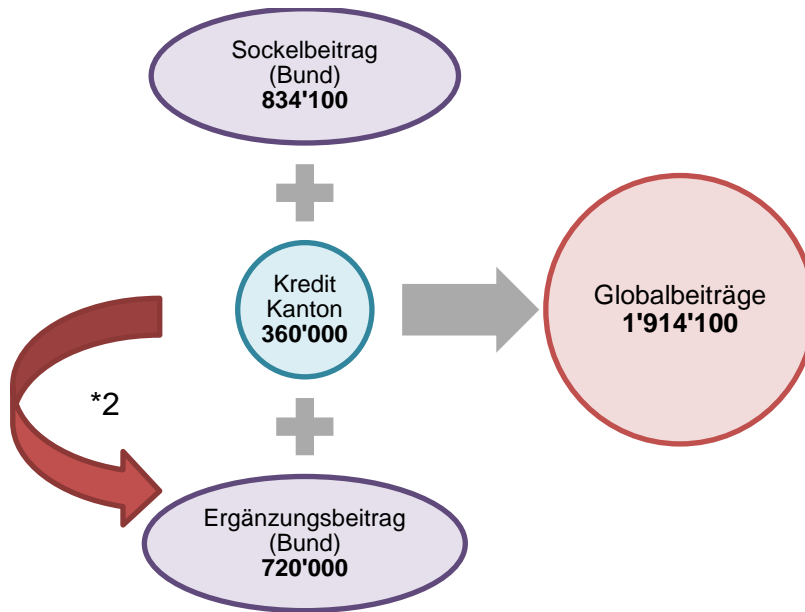 Sockelbeitrag
(Bund)
834'100
Kredit
Kanton
360'000
Globalbeiträge
1'914'100
*2
Ergänzungsbeitrag
(Bund)
720'000